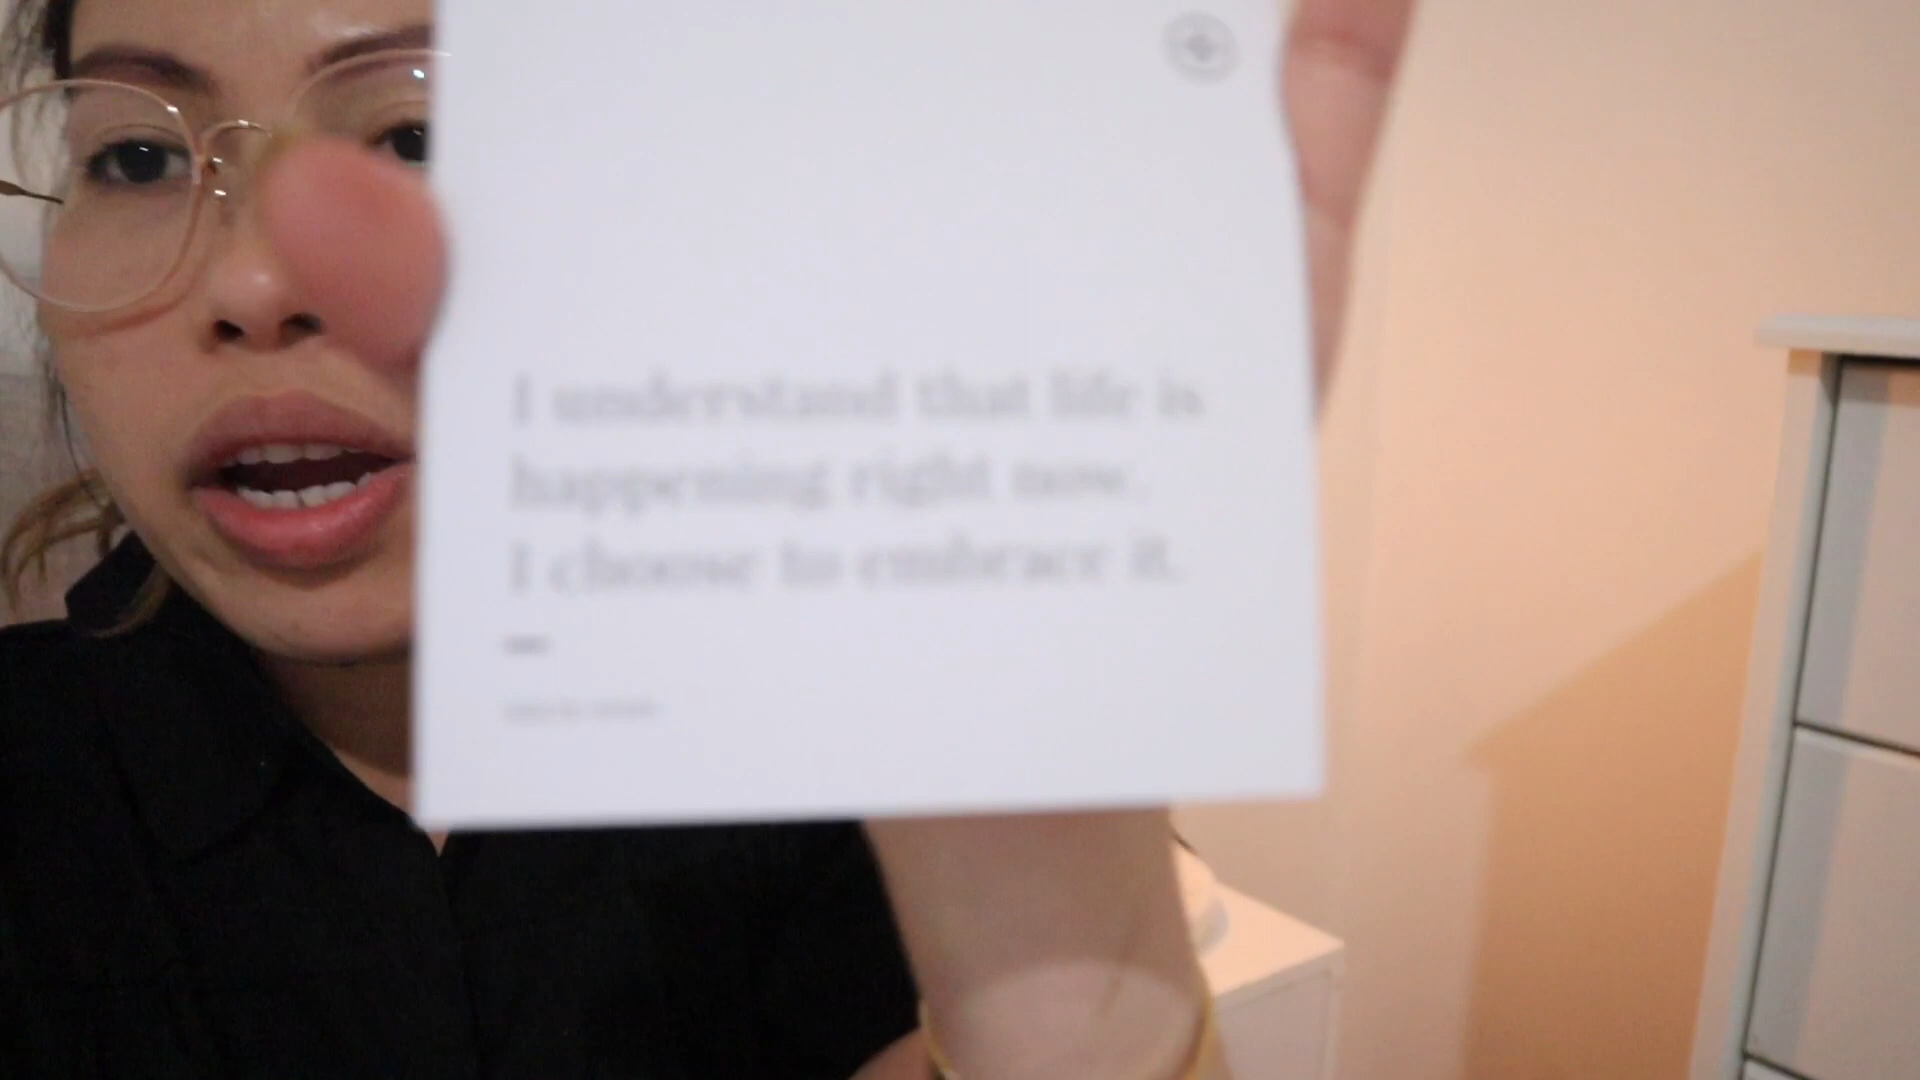 I understand that life is
happening right now.
I choose to embrace it.